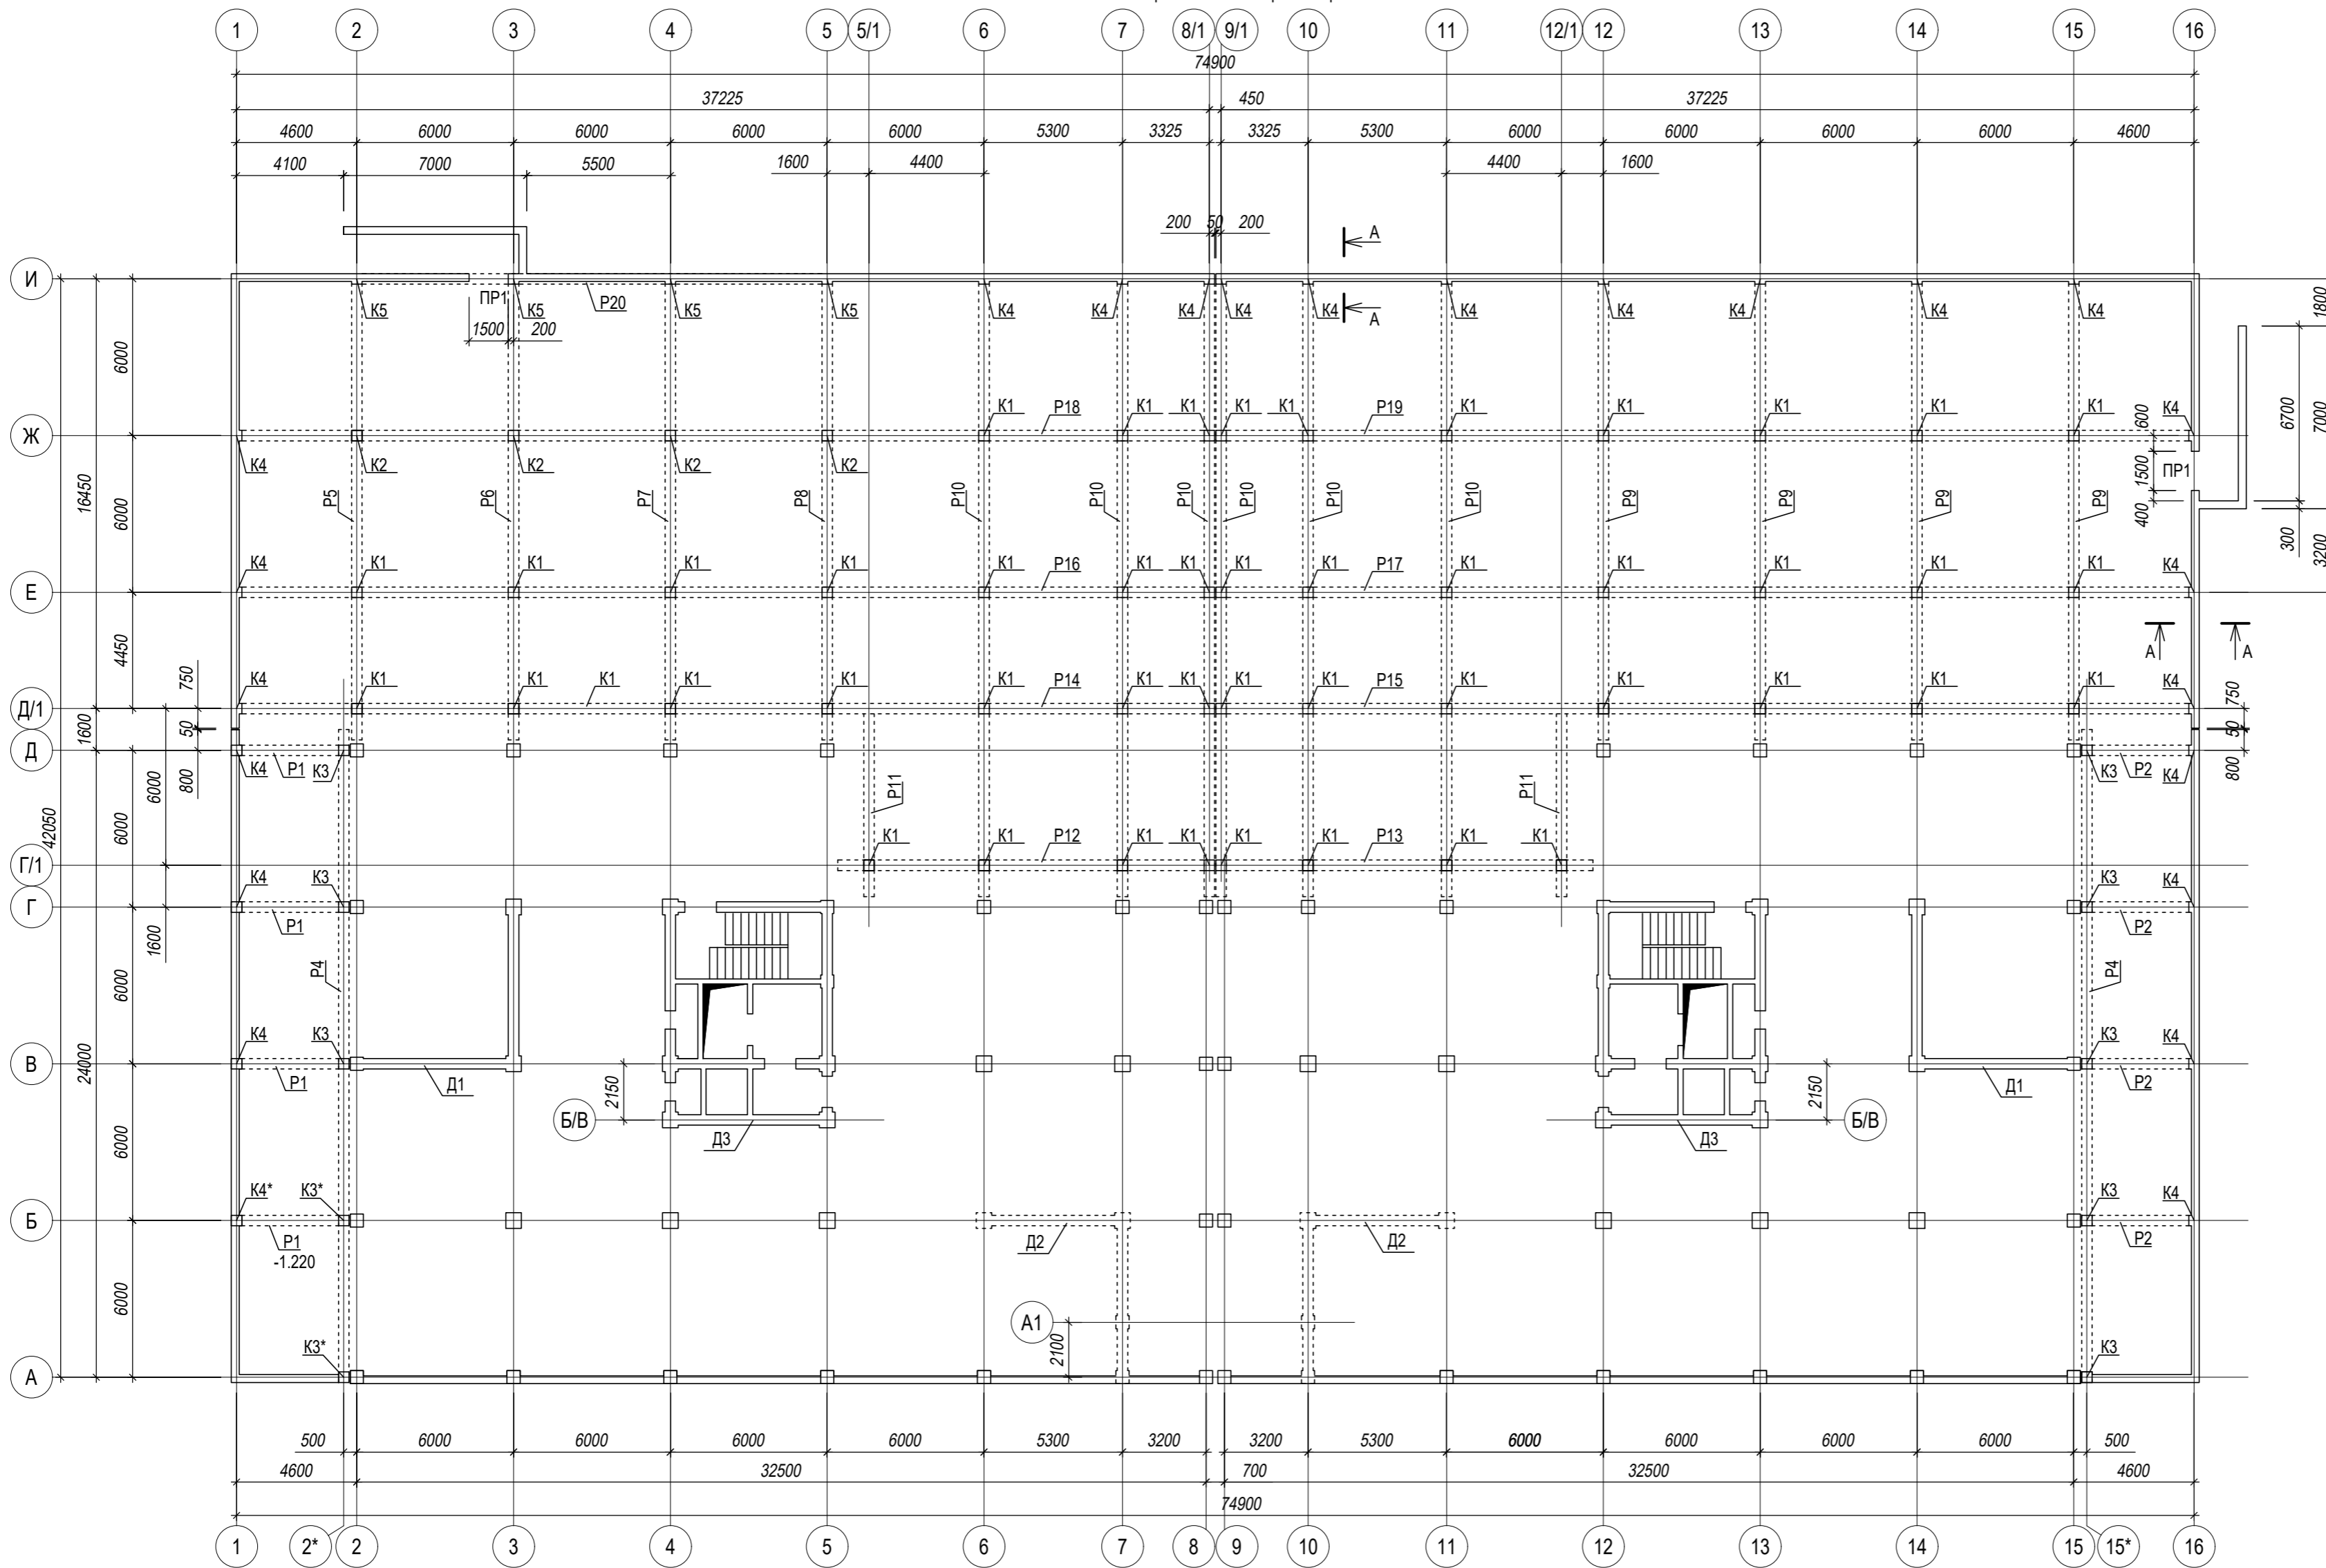 1 2 3 4 5 5/1 6 7 8/1 9/1 10 11 12/1 12 13 14 15 16
74900
37225 450 37225
4600 6000 6000 6000 6000 5300 3325 3325 5300 6000 6000 6000 6000 4600
4100 7000 5500 1600 4400 4400 1600
200 50 200 А
И
1800
ПР1 Р20
К5 К5 К5 К5 К4 К4 К4 К4 К4 К4 К4 К4 К4 К4
А
1500 200
6000
К1 Р18 К1 К1 К1 К1 Р19 К1 К1 К1 К1 К1 К4
600 6700 7000
Ж
К4 К2 К2 К2 К2
16450
1500 ПР1
Р5 Р6 Р7 Р8 Р10 Р10 Р10 Р10 Р10 Р10 Р9 Р9 Р9 Р9
6000
400
300 3200
К4 К1 К1 К1 К1 К1 Р16 К1 К1 К1 К1 Р17 К1 К1 К1 К1 К1 К4
Е
4450
А А
750
К4 К1 К1 К1 К1 К1 К1 Р14 К1 К1 К1 К1 Р15 К1 К1 К1 К1 К1 К4
750
Д/1
1600 50 50
Д
К4 Р1 К3 К3 Р2 К4
800 800
6000
Р11 Р11
42050
6000
К1 К1 Р12 К1 К1 К1 К1 Р13 К1 К1
Г/1
К4 К3 К3 К4
Г
Р1 Р2
1600
6000
Р4 Р4
К4 К3 К3 К4
В
24000
Р1 Д1 2150 2150 Д1 Р2
Б/В Б/В
Д3 Д3
6000
К4* К3* К3 К4
Б
Р1 Д2 Д2 Р2
-1.220
6000
А1
2100
К3* К3
А
500 6000 6000 6000 6000 5300 3200 3200 5300 6000 6000 6000 6000 500
4600 32500 700 32500 4600
74900
1 2* 2 3 4 5 6 7 8 9 10 11 12 13 14 15 15* 16